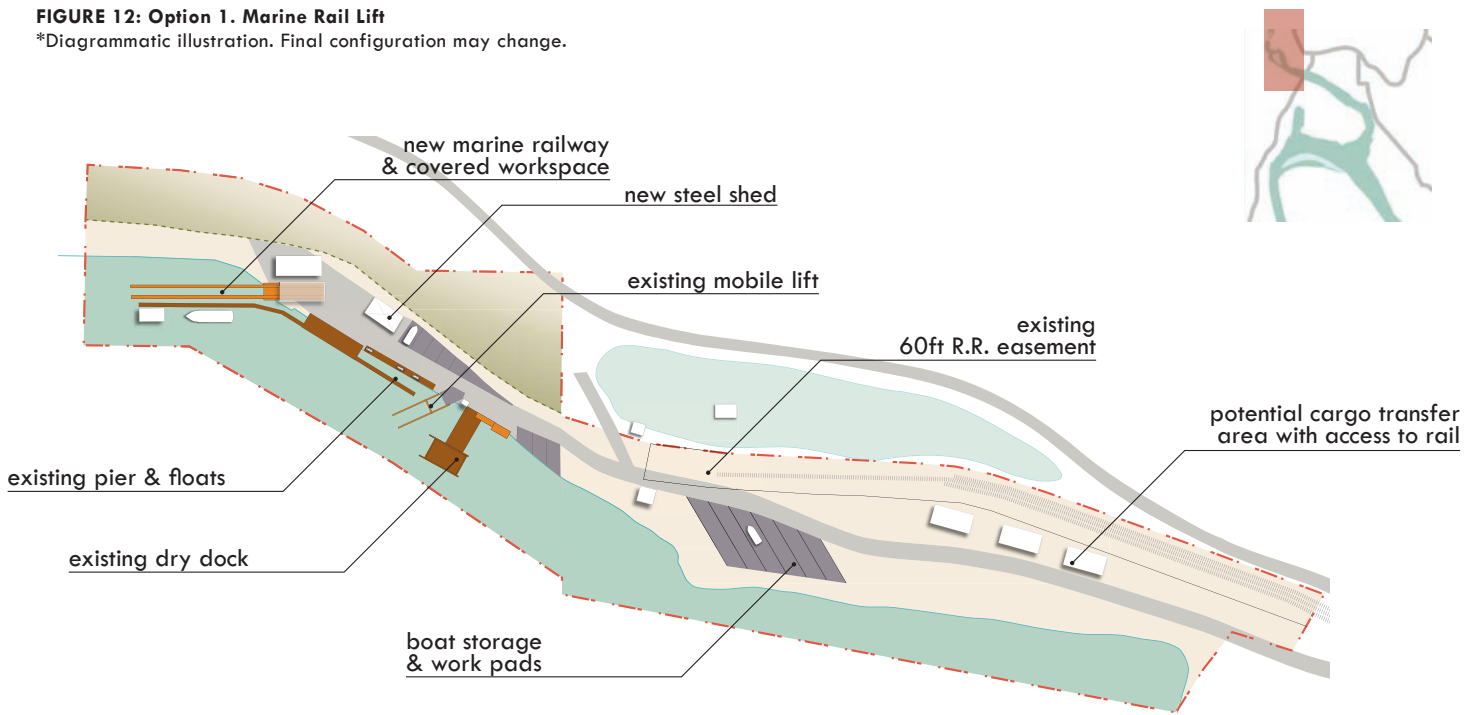 FIGURE 12: Option 1. Marine Rail Lift
*Diagrammatic illustration. Final configuration may change.
new marine railway
& covered workspace
new steel shed
existing mobile lift
existing
60ft R.R. easement
potential cargo transfer
area with access to rail
existing pier & floats
existing dry dock
boat storage
& work pads